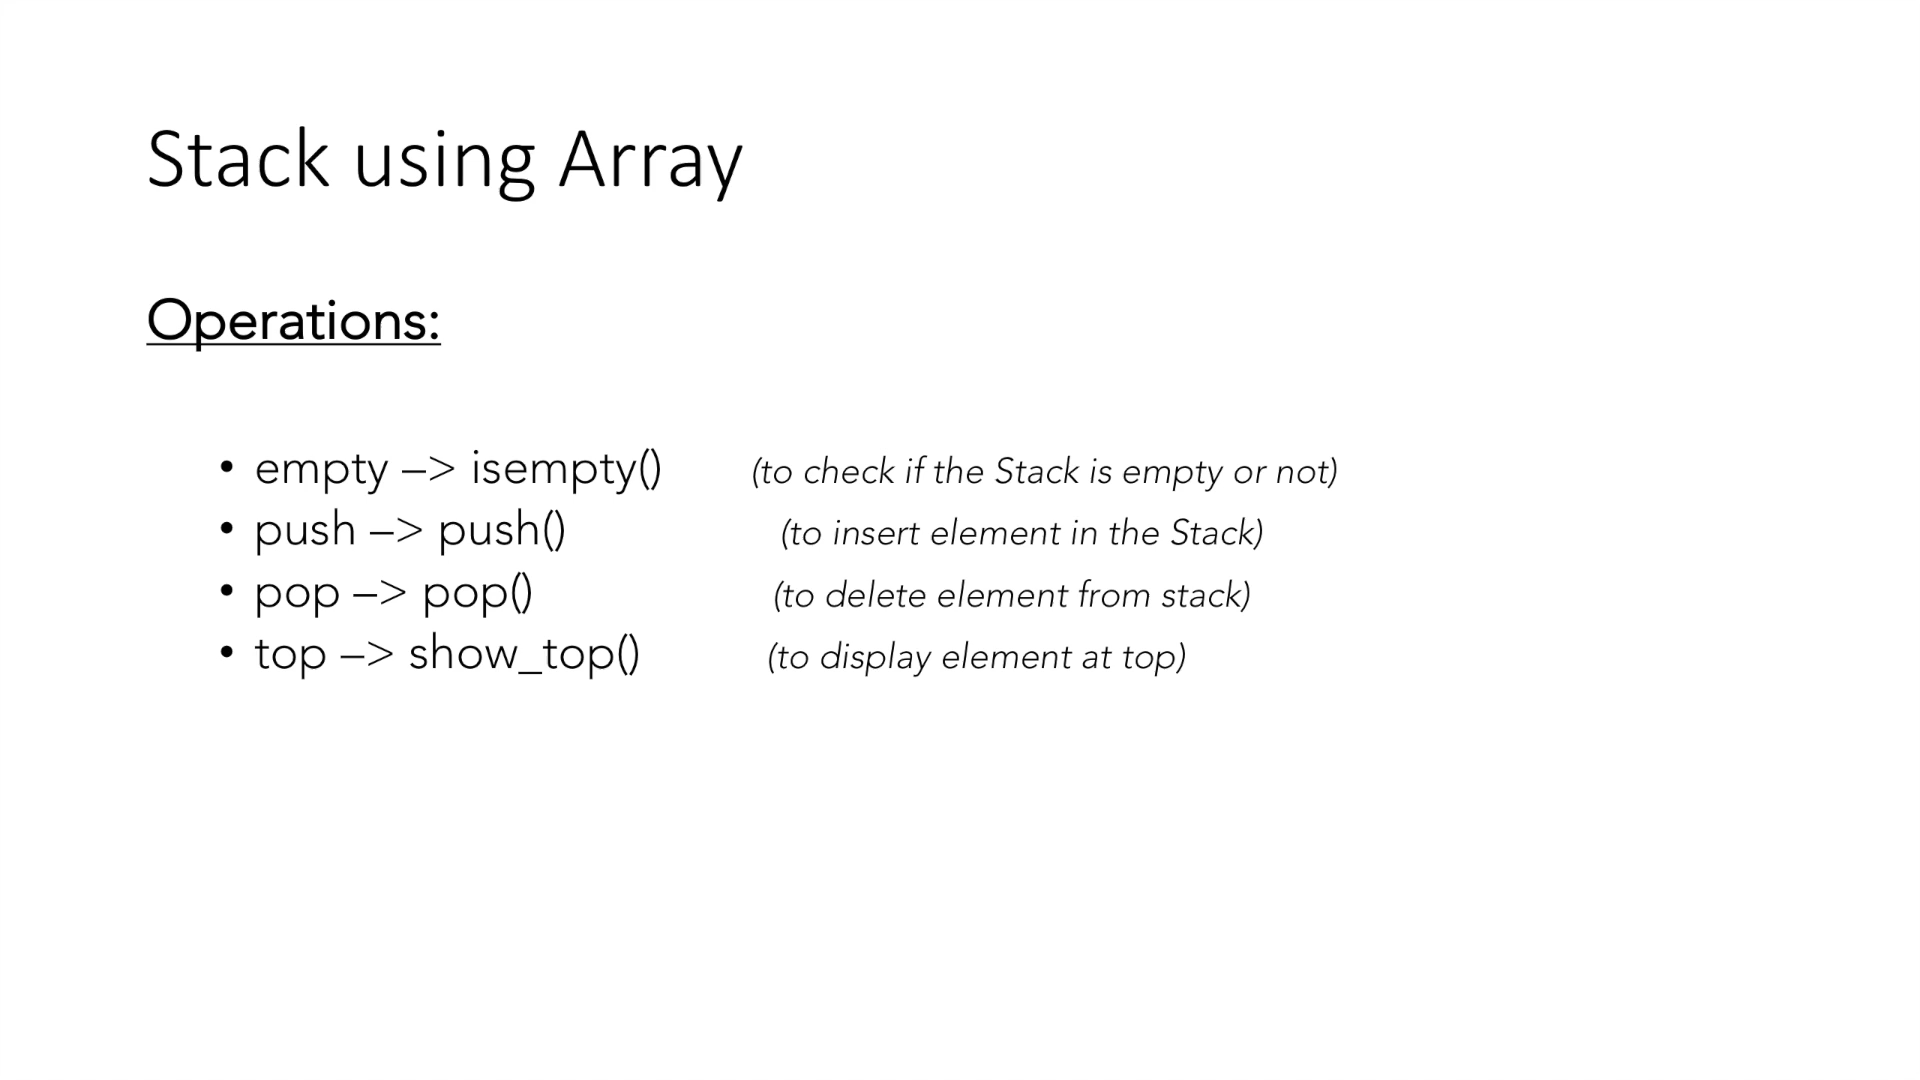 Stack using Array
Operations:
• empty –> isempty() (to check if the Stack is empty or not)
• push –> push() (to insert element in the Stack)
• pop –> pop() (to delete element from stack)
• top –> show_top() (to display element at top)